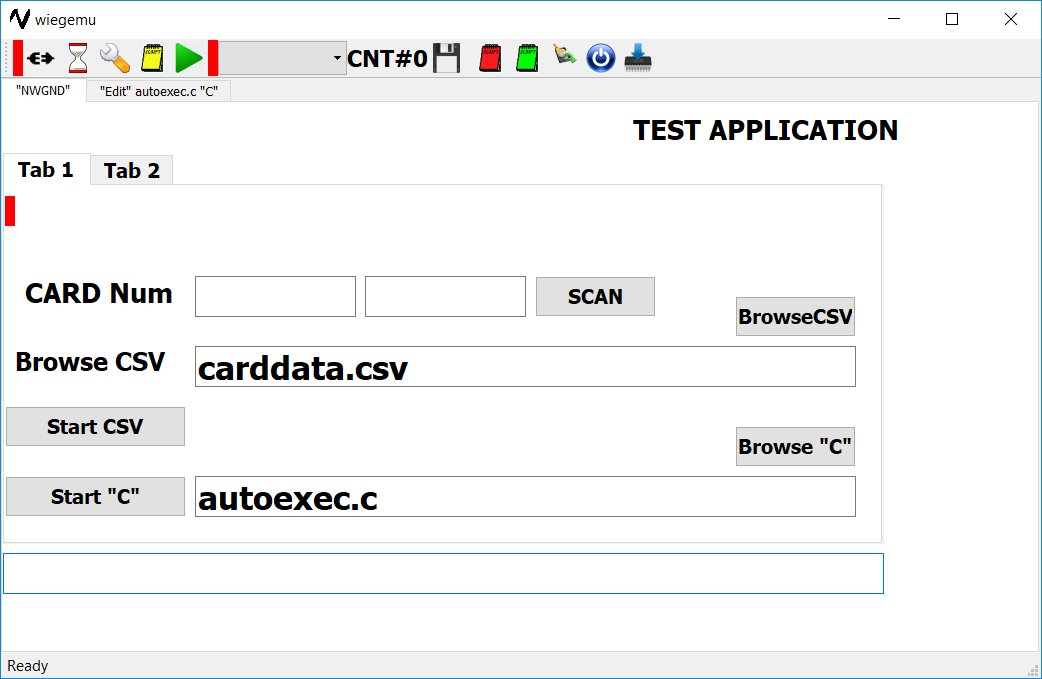 wiegemu
CNT#0
"NWGND" "Edit" autoexec.c "C"
TEST APPLICATION
Tab 1 Tab 2
CARD Num SCAN
BrowseCSV
Browse CSV carddata.csv
Start CSV
Browse "C"
Start "C" autoexec.c
Ready